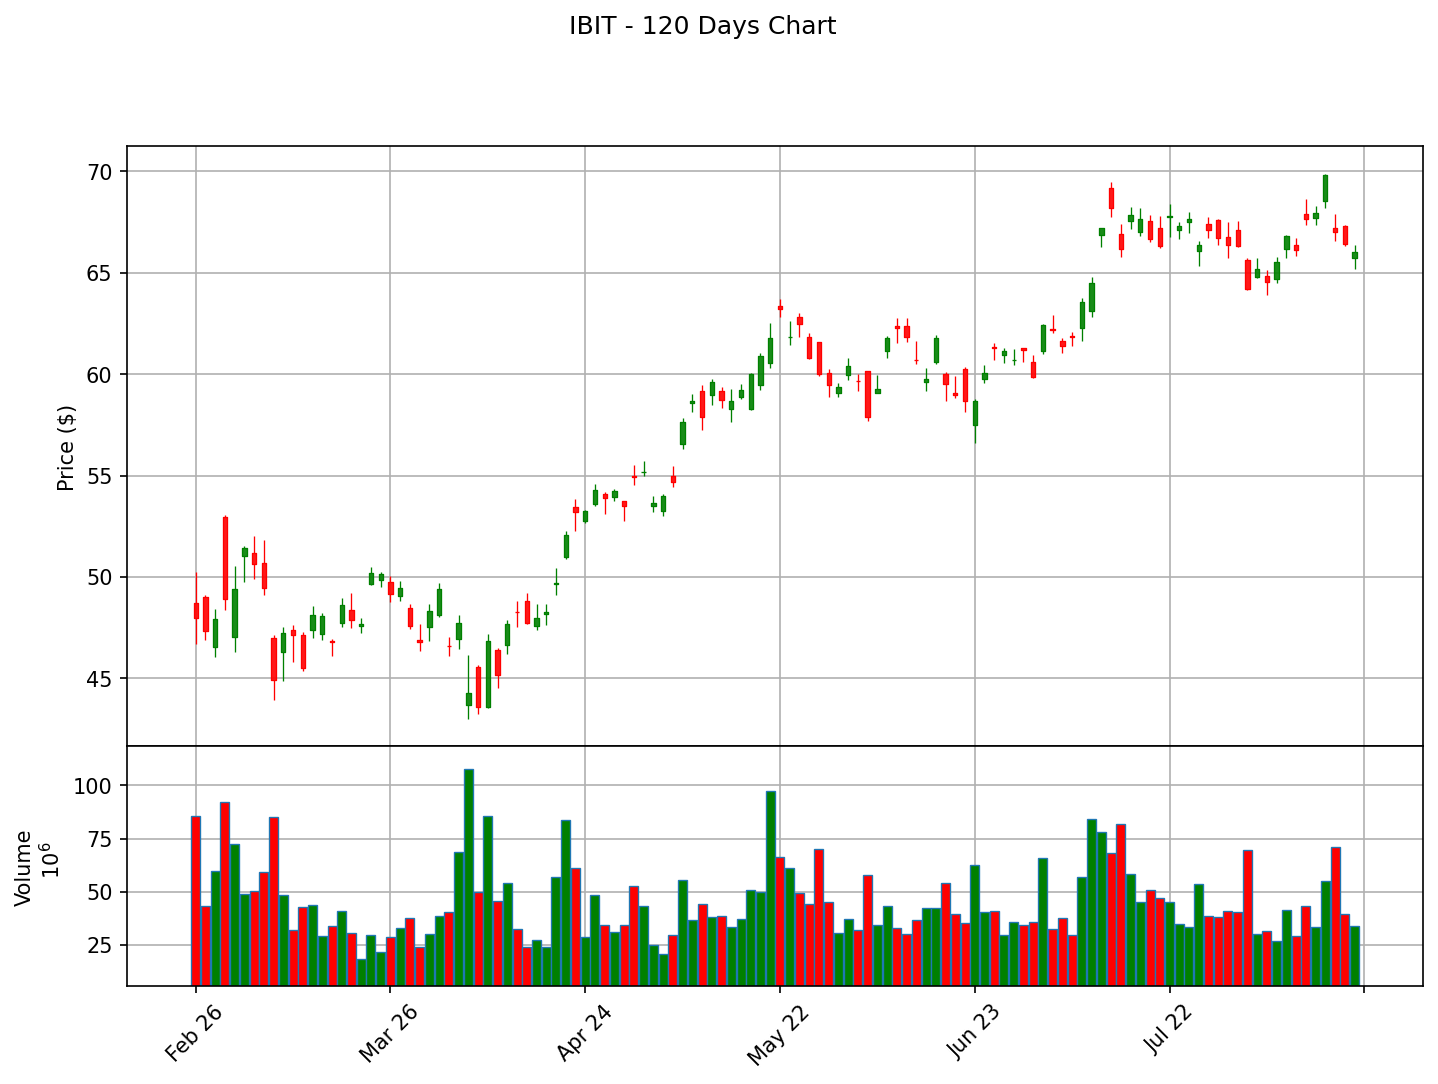 IBIT - 120 Days Chart
Price ($)
70
65
60
55
50
45
Volume
10^6
100
75
50
25
Feb 26
Mar 26
Apr 24
May 22
Jun 23
Jul 22